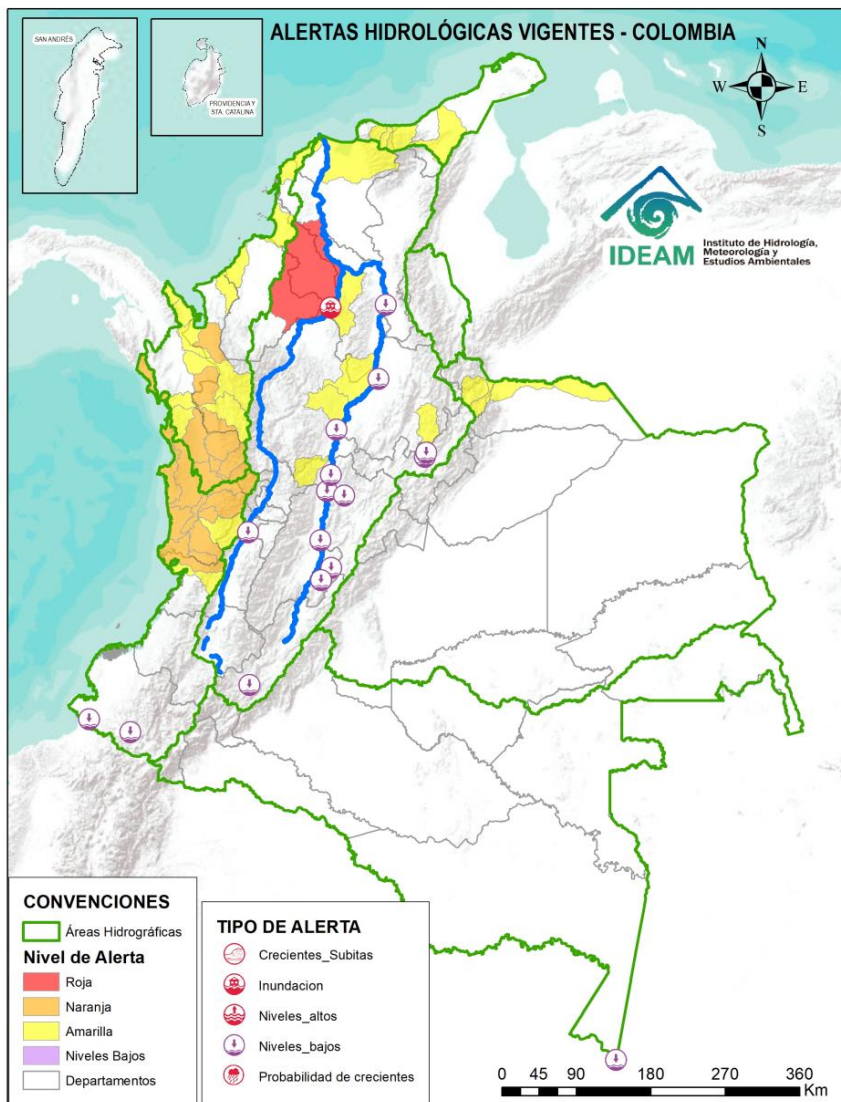 ALERTAS HIDROLÓGICAS VIGENTES - COLOMBIA
SAN ANDRÉS
PROVIDENCIA Y
STA. CATALINA
N
W
E
S
IDEAM
Instituto de Hidrología,
Meteorología y
Estudios Ambientales
CONVENCIONES
Áreas Hidrográficas
Nivel de Alerta
Roja
Naranja
Amarilla
Niveles Bajos
Departamentos
TIPO DE ALERTA
Crecientes_Subitas
Inundacion
Niveles_altos
Niveles_bajos
Probabilidad de crecientes
0 45 90 180 270 360
Km